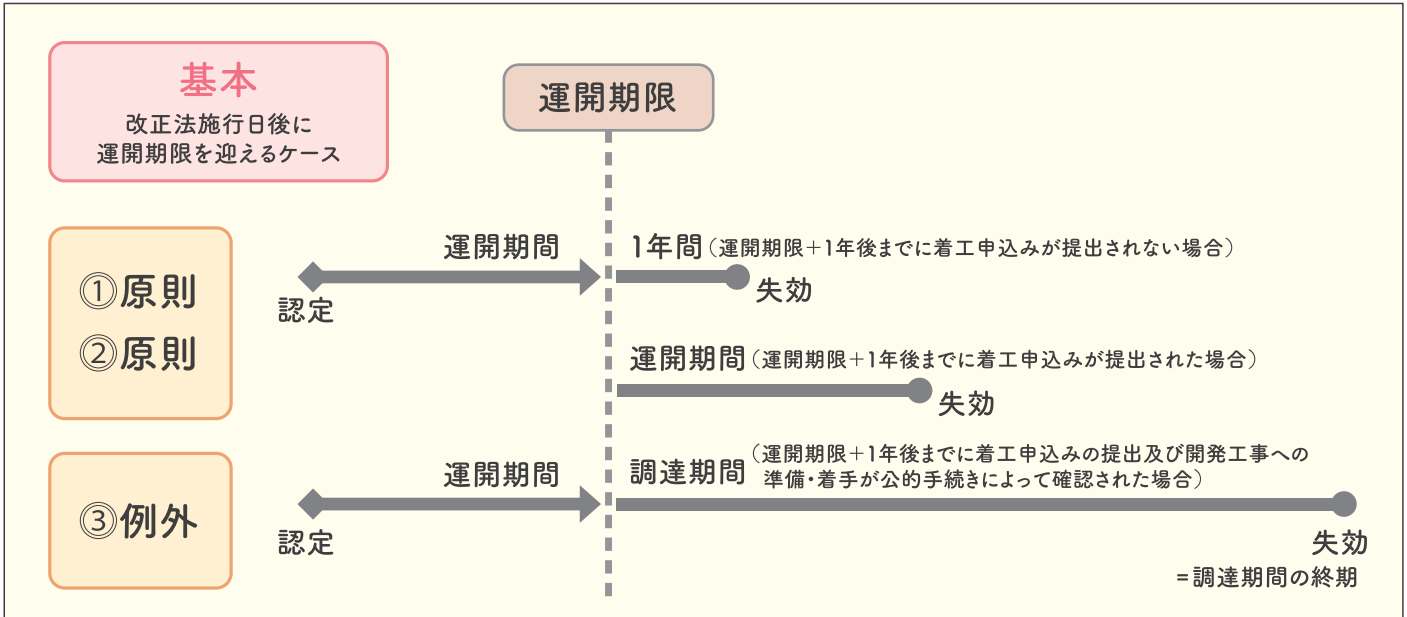 基本
改正法施行日後に
運開期限を迎えるケース
運開期限
①原則
②原則
運開期間
認定
1年間（運開期限＋1年後までに着工申込みが提出されない場合）
失効
運開期間（運開期限＋1年後までに着工申込みが提出された場合）
失効
③例外
運開期間
認定
調達期間（運開期限＋1年後までに着工申込みの提出及び開発工事への
準備・着手が公的手続きによって確認された場合）
失効
＝調達期間の終期